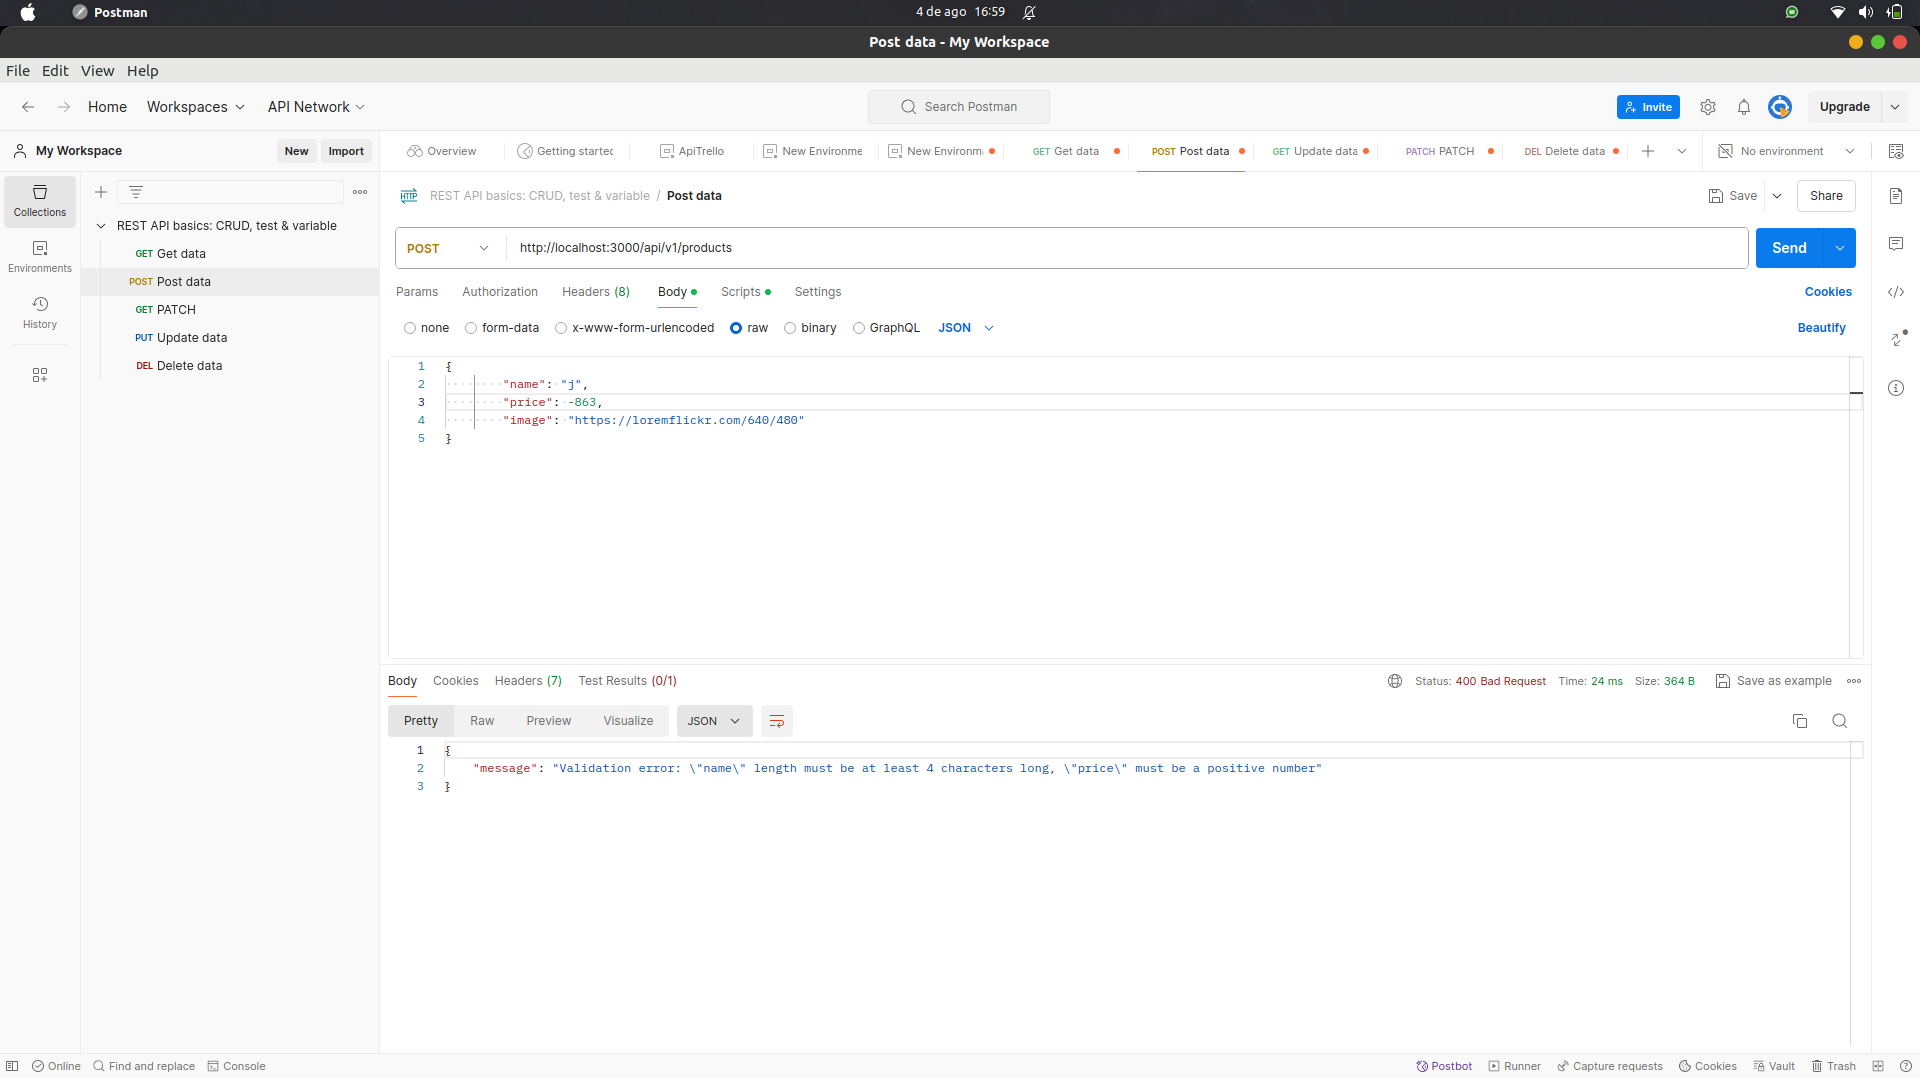 Postman
4 de ago 16:59
Post data - My Workspace
File Edit View Help
Home Workspaces API Network
Search Postman
Invite
Upgrade
My Workspace
New Import
Overview
Getting started
ApiTrello
New Environme
New Environm
GET Get data
POST Post data
GET Update data
PATCH PATCH
DEL Delete data
No environment
Collections
Environments
History
REST API basics: CRUD, test & variable
GET Get data
POST Post data
GET PATCH
PUT Update data
DEL Delete data
HTTP REST API basics: CRUD, test & variable / Post data
Save Share
POST http://localhost:3000/api/v1/products
Send
Params Authorization Headers (8) Body Scripts Settings
Cookies
none form-data x-www-form-urlencoded raw binary GraphQL JSON
Beautify
1 {
2 "name": "j",
3 "price": -863,
4 "image": "https://loremflickr.com/640/480"
5 }
Body Cookies Headers (7) Test Results (0/1)
Status: 400 Bad Request Time: 24 ms Size: 364 B Save as example
Pretty Raw Preview Visualize JSON
1 {
2 "message": "Validation error: \"name\" length must be at least 4 characters long, \"price\" must be a positive number"
3 }
Online Find and replace Console
Postbot Runner Capture requests Cookies Vault Trash